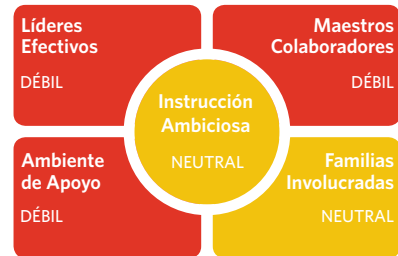 Líderes
Efectivos
DÉBIL
Maestros
Colaboradores
DÉBIL
Instrucción
Ambiciosa
NEUTRAL
Ambiente
de Apoyo
DÉBIL
Familias
Involucradas
NEUTRAL